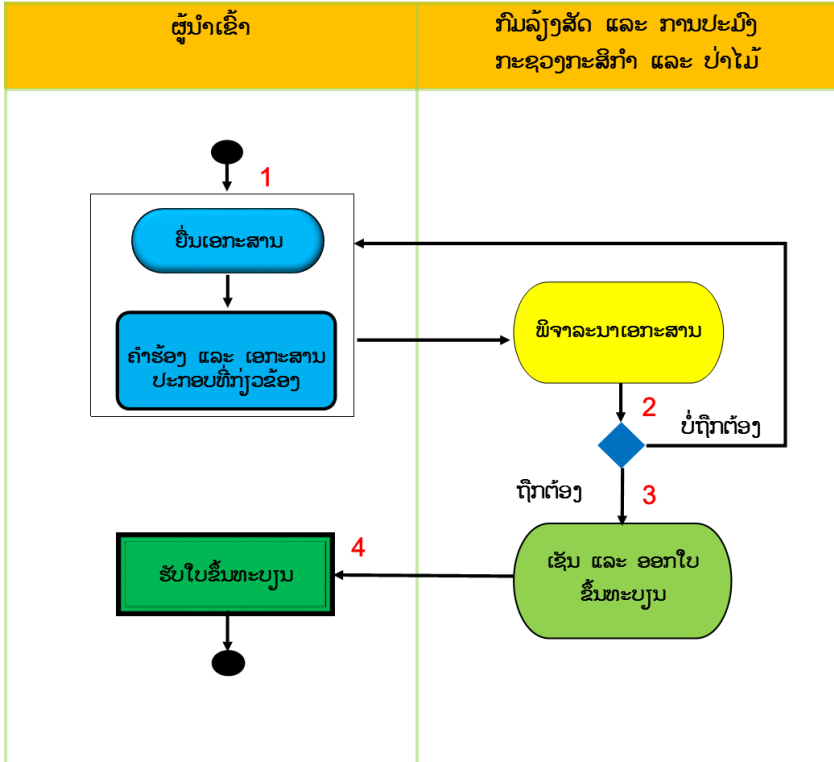 ຜູ້ນຳເຂົ້າ
ກົມລ້ຽງສັດ ແລະ ການປະມົງ
ກະຊວງກະສິກຳ ແລະ ປ່າໄມ້
1
ຍື່ນເອກະສານ
ຄຳຮ້ອງ ແລະ ເອກະສານ
ປະກອບທີ່ກ່ຽວຂ້ອງ
ພິຈາລະນາເອກະສານ
2
ບໍ່ຖືກຕ້ອງ
ຖືກຕ້ອງ
3
ເຊັນ ແລະ ອອກໃບ
ຂຶ້ນທະບຽນ
4
ຮັບໃບຂຶ້ນທະບຽນ